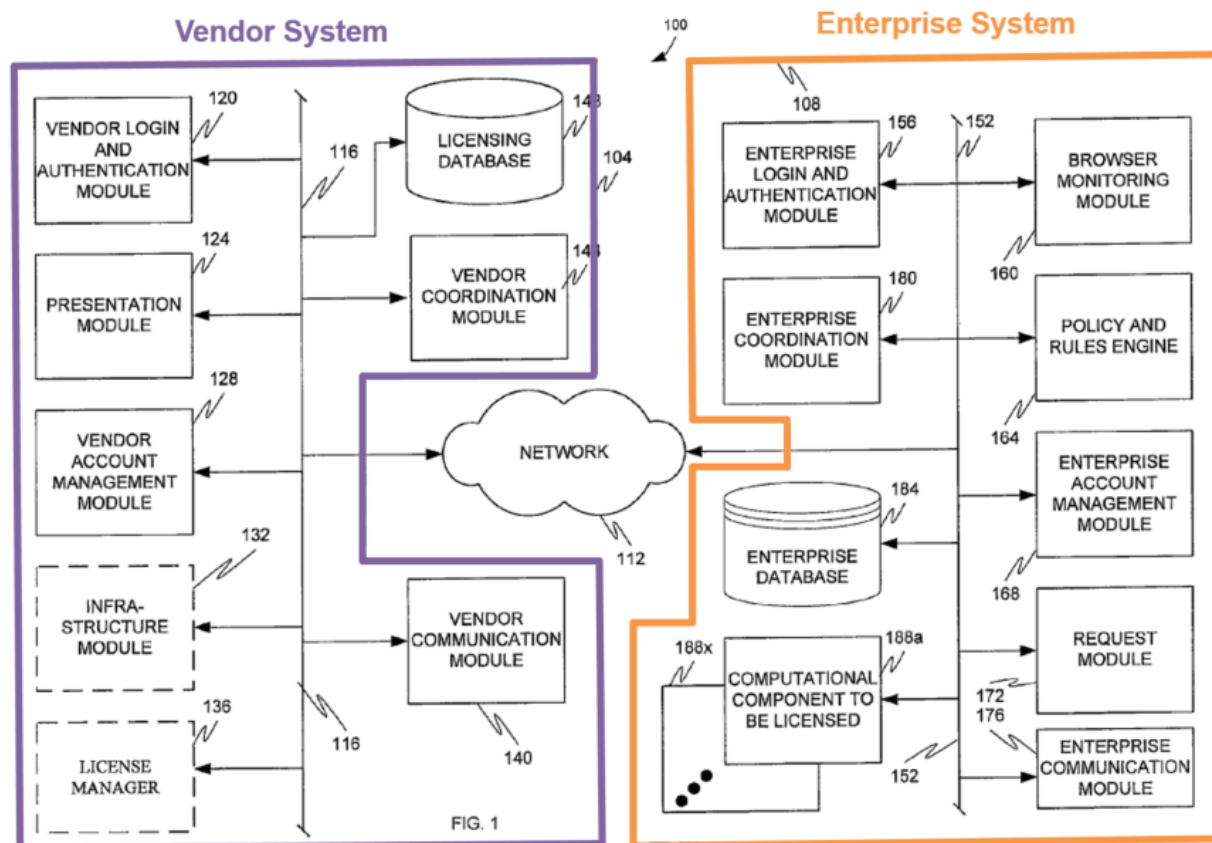 Vendor System
Enterprise System
100
120
VENDOR LOGIN
AND
AUTHENTICATION
MODULE
116
LICENSING
DATABASE
104
124
PRESENTATION
MODULE
VENDOR
COORDINATION
MODULE
128
VENDOR
ACCOUNT
MANAGEMENT
MODULE
132
INFRA-
STRUCTURE
MODULE
136
LICENSE
MANAGER
116
VENDOR
COMMUNICATION
MODULE
140
FIG. 1
NETWORK
112
108
156
152
ENTERPRISE
LOGIN AND
AUTHENTICATION
MODULE
BROWSER
MONITORING
MODULE
160
180
ENTERPRISE
COORDINATION
MODULE
POLICY AND
RULES ENGINE
164
184
ENTERPRISE
DATABASE
ENTERPRISE
ACCOUNT
MANAGEMENT
MODULE
168
188x
188a
COMPUTATIONAL
COMPONENT TO
BE LICENSED
REQUEST
MODULE
172
176
152
ENTERPRISE
COMMUNICATION
MODULE